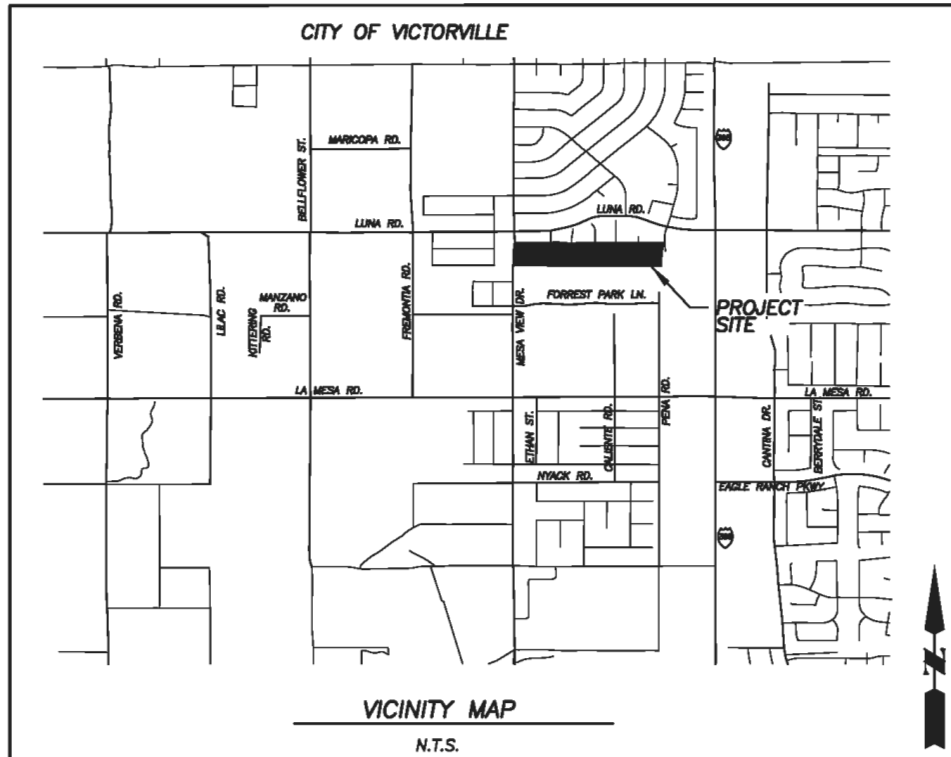 CITY OF VICTORVILLE
MARICOPA RD.
BELLFLOWER ST.
LUNA RD.
LUNA RD.
VERBENA RD.
LILAC RD.
KITTERING
RD.
MANZANO
RD.
FREMONTIA RD.
MESA VIEW DR.
FORREST PARK LN.
PROJECT
SITE
LA MESA RD.
LA MESA RD.
ETHAN ST.
CALIENTE RD.
PENA RD.
CANTINA DR.
BERRYDALE ST
NYACK RD.
EAGLE RANCH PKWY.
N
VICINITY MAP
N.T.S.